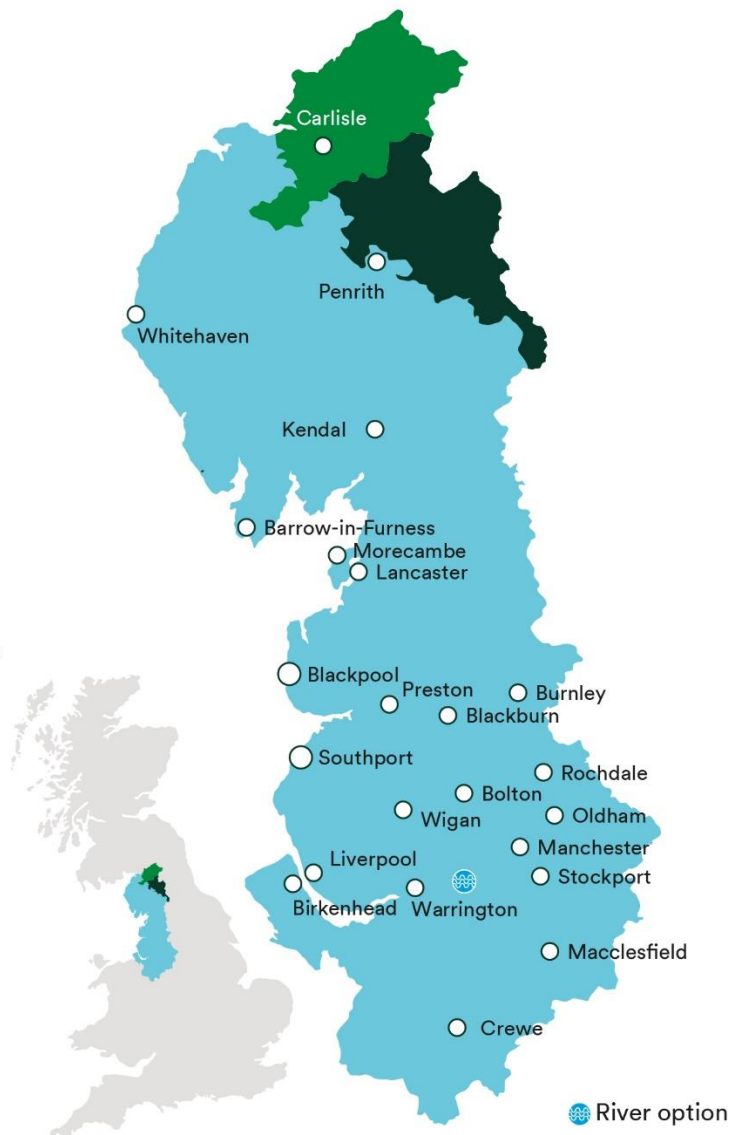 Carlisle
Penrith
Whitehaven
Kendal
Barrow-in-Furness
Morecambe
Lancaster
Blackpool
Preston
Burnley
Blackburn
Southport
Rochdale
Bolton
Oldham
Wigan
Manchester
Liverpool
Stockport
Birkenhead
Warrington
Macclesfield
Crewe
River option